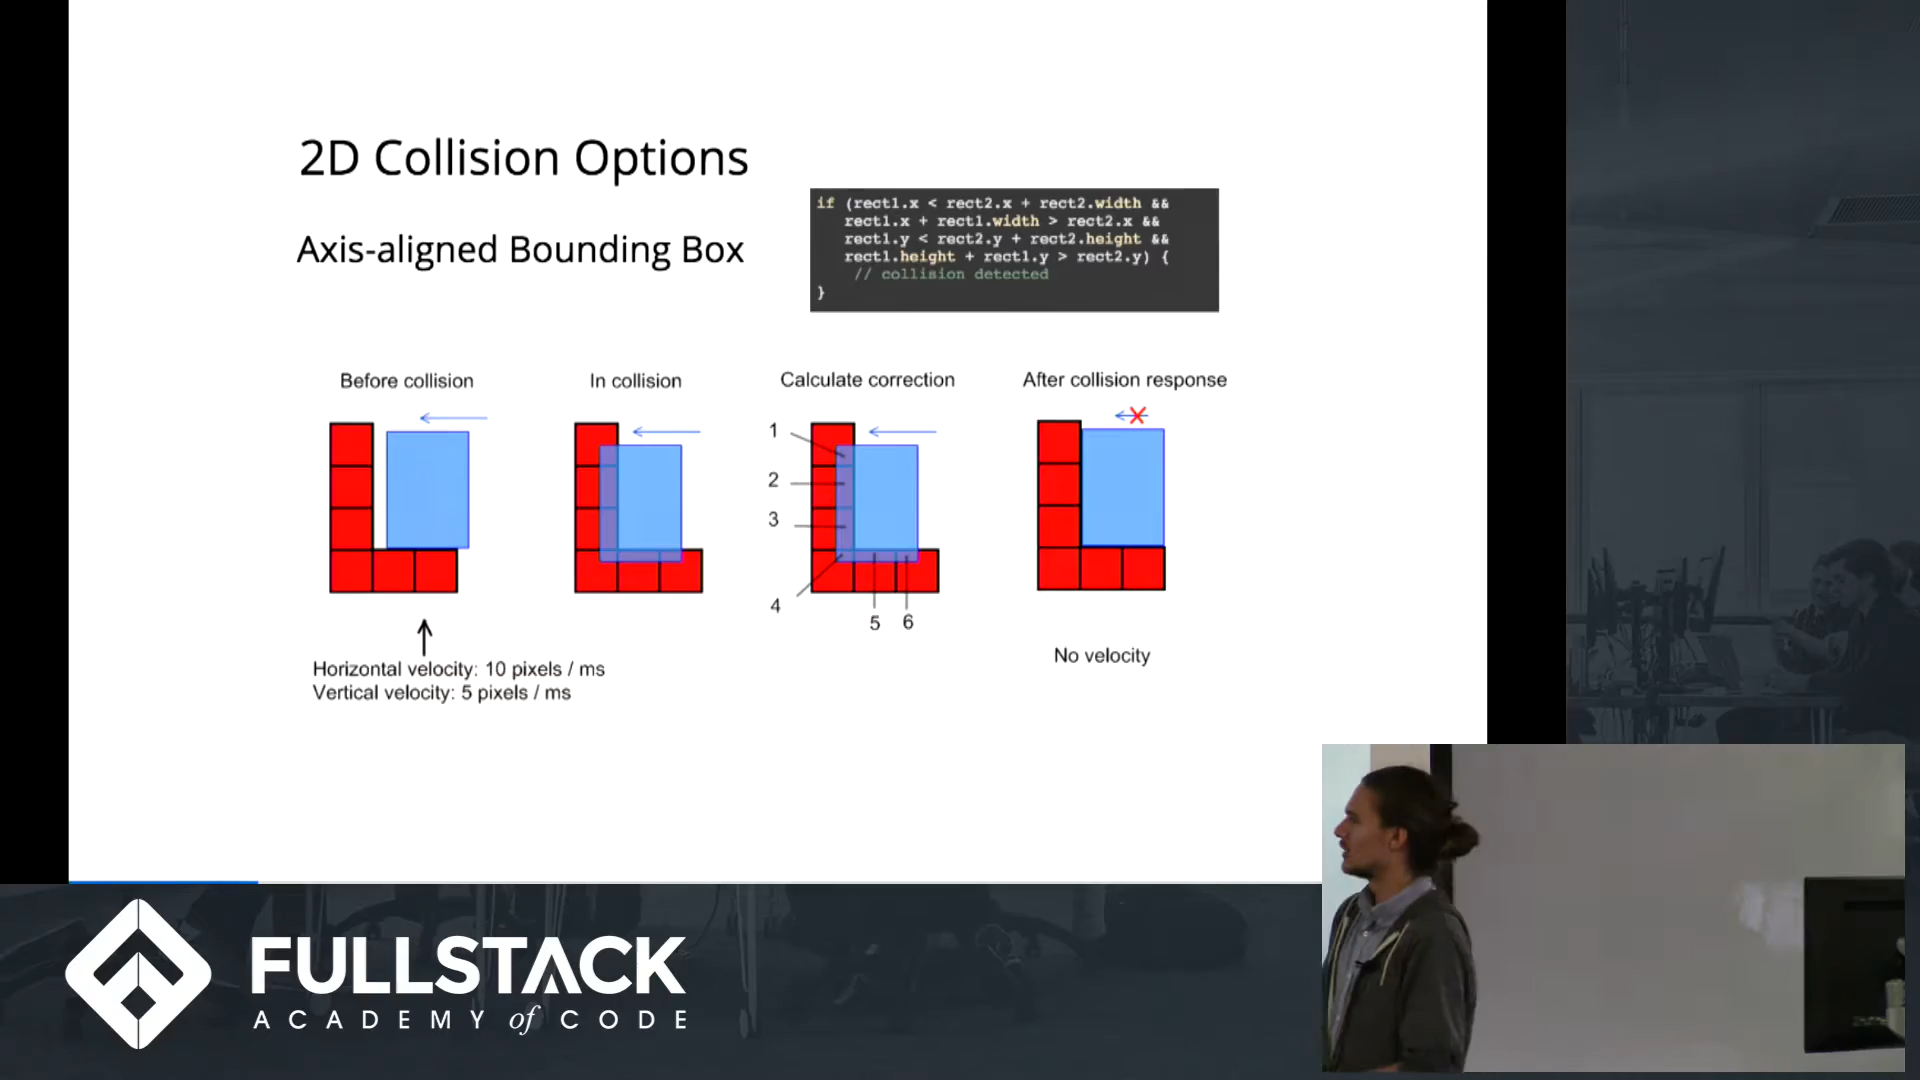 2D Collision Options
Axis-aligned Bounding Box
if (rect1.x < rect2.x + rect2.width &&
rect1.x + rect1.width > rect2.x &&
rect1.y < rect2.y + rect2.height &&
rect1.height + rect1.y > rect2.y) {
// collision detected
}
Before collision
In collision
Calculate correction
After collision response
1
2
3
4
5
6
Horizontal velocity: 10 pixels / ms
Vertical velocity: 5 pixels / ms
No velocity
FULLSTACK
ACADEMY of CODE